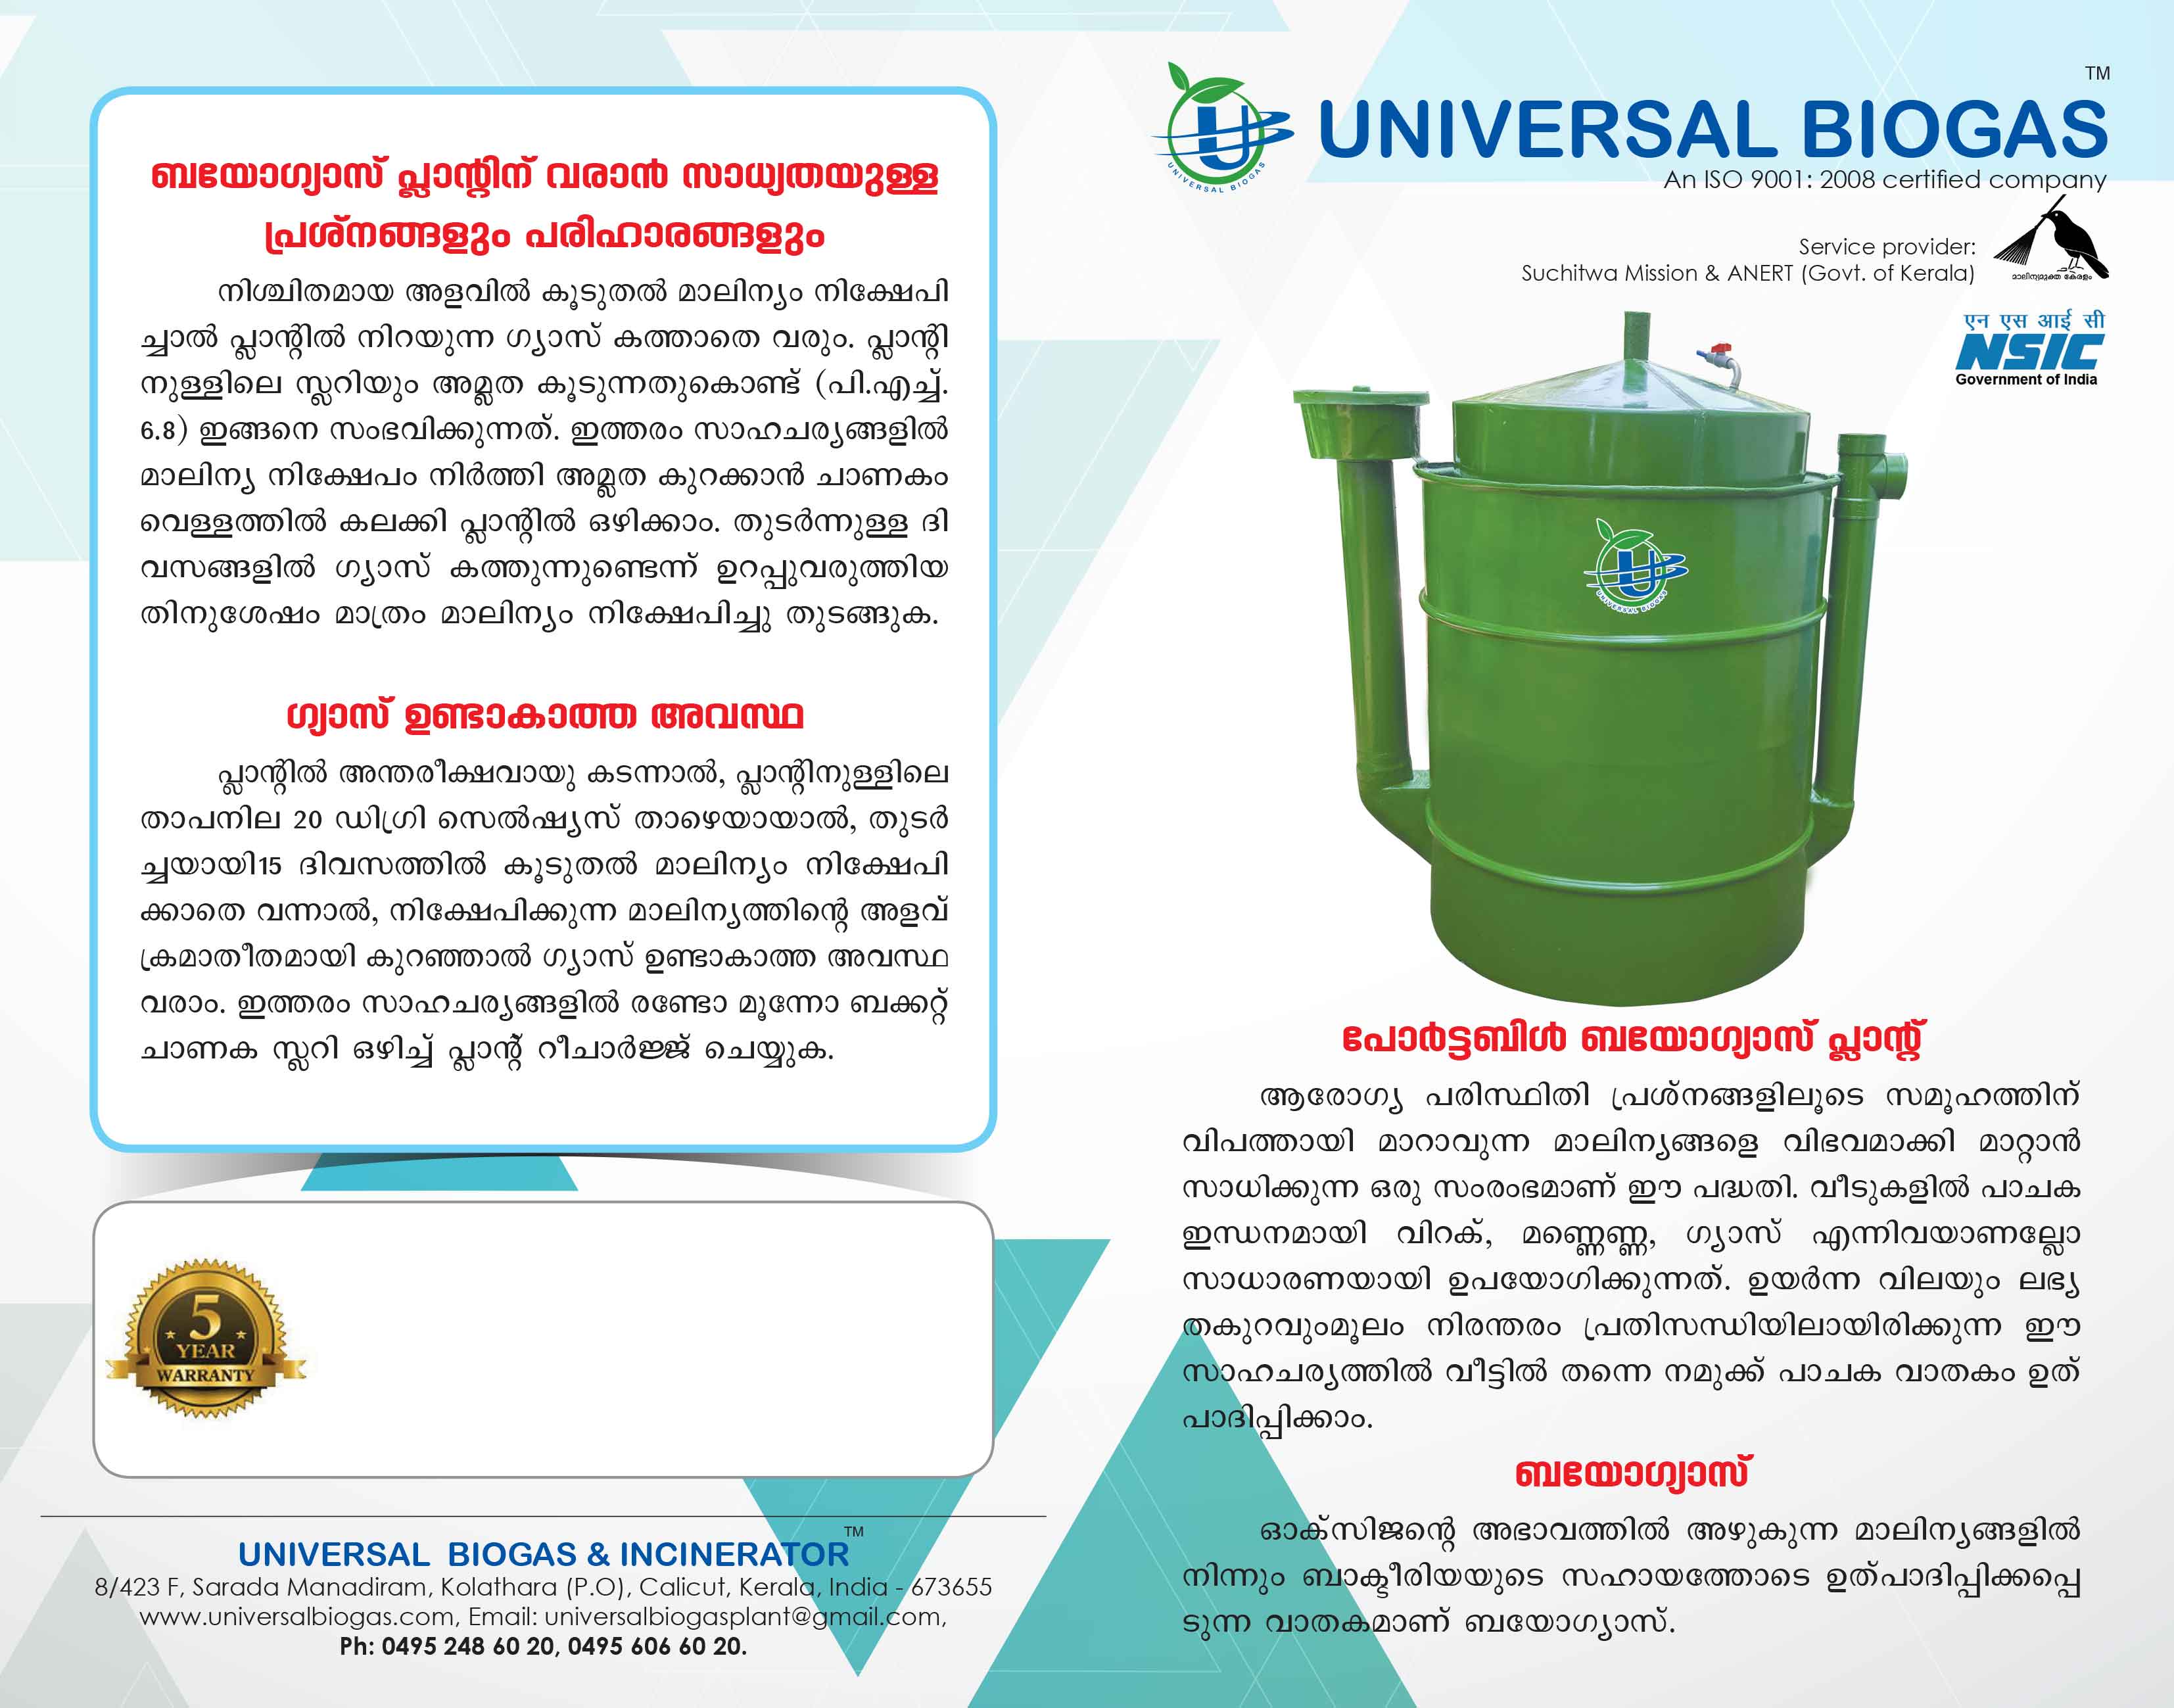 ബയോഗ്യാസ് പ്ലാന്റിന് വരാൻ സാധ്യതയുള്ള
പ്രശ്നങ്ങളും പരിഹാരങ്ങളും
നിശ്ചിതമായ അളവിൽ കൂടുതൽ മാലിന്യം നിക്ഷേപി
ച്ചാൽ പ്ലാന്റിൽ നിറയുന്ന ഗ്യാസ് കത്താതെ വരും. പ്ലാന്റി
നുള്ളിലെ സ്ലറിയും അമ്ലത കൂടുന്നതുകൊണ്ട് (പി.എച്ച്.
6.8) ഇങ്ങനെ സംഭവിക്കുന്നത്. ഇത്തരം സാഹചര്യങ്ങളിൽ
മാലിന്യ നിക്ഷേപം നിർത്തി അമ്ലത കുറക്കാൻ ചാണകം
വെള്ളത്തിൽ കലക്കി പ്ലാന്റിൽ ഒഴിക്കാം. തുടർന്നുള്ള ദി
വസങ്ങളിൽ ഗ്യാസ് കത്തുന്നുണ്ടെന്ന് ഉറപ്പുവരുത്തിയ
തിനുശേഷം മാത്രം മാലിന്യം നിക്ഷേപിച്ചു തുടങ്ങുക.
ഗ്യാസ് ഉണ്ടാകാത്ത അവസ്ഥ
പ്ലാന്റിൽ അന്തരീക്ഷവായു കടന്നാൽ, പ്ലാന്റിനുള്ളിലെ
താപനില 20 ഡിഗ്രി സെൽഷ്യസ് താഴെയായാൽ, തുടർ
ച്ചയായി15 ദിവസത്തിൽ കൂടുതൽ മാലിന്യം നിക്ഷേപി
ക്കാതെ വന്നാൽ, നിക്ഷേപിക്കുന്ന മാലിന്യത്തിന്റെ അളവ്
ക്രമാതീതമായി കുറഞ്ഞാൽ ഗ്യാസ് ഉണ്ടാകാത്ത അവസ്ഥ
വരാം. ഇത്തരം സാഹചര്യങ്ങളിൽ രണ്ടോ മൂന്നോ ബക്കറ്റ്
ചാണക സ്ലറി ഒഴിച്ച് പ്ലാന്റ് റീചാർജ്ജ് ചെയ്യുക.
5
YEAR
WARRANTY
UNIVERSAL BIOGAS & INCINERATOR TM
8/423 F, Sarada Manadiram, Kolathara (P.O), Calicut, Kerala, India - 673655
www.universalbiogas.com, Email: universalbiogasplant@gmail.com,
Ph: 0495 248 60 20, 0495 606 60 20.
U
UNIVERSAL BIOGAS
UNIVERSAL BIOGAS TM
An ISO 9001: 2008 certified company
Service provider:
Suchitwa Mission & ANERT (Govt. of Kerala)
മാലിന്യമുക്ത കേരളം
एन एस आई सी
NSIC
Government of India
U
UNIVERSAL BIOGAS
പോർട്ടബിൾ ബയോഗ്യാസ് പ്ലാന്റ്
ആരോഗ്യ പരിസ്ഥിതി പ്രശ്നങ്ങളിലൂടെ സമൂഹത്തിന്
വിപത്തായി മാറാവുന്ന മാലിന്യങ്ങളെ വിഭവമാക്കി മാറ്റാൻ
സാധിക്കുന്ന ഒരു സംരംഭമാണ് ഈ പദ്ധതി. വീടുകളിൽ പാചക
ഇന്ധനമായി വിറക്, മണ്ണെണ്ണ, ഗ്യാസ് എന്നിവയാണല്ലോ
സാധാരണയായി ഉപയോഗിക്കുന്നത്. ഉയർന്ന വിലയും ലഭ്യ
തകുറവുംമൂലം നിരന്തരം പ്രതിസന്ധിയിലായിരിക്കുന്ന ഈ
സാഹചര്യത്തിൽ വീട്ടിൽ തന്നെ നമുക്ക് പാചക വാതകം ഉത്
പാദിപ്പിക്കാം.
ബയോഗ്യാസ്
ഓക്സിജന്റെ അഭാവത്തിൽ അഴുകുന്ന മാലിന്യങ്ങളിൽ
നിന്നും ബാക്ടീരിയയുടെ സഹായത്തോടെ ഉത്പാദിപ്പിക്കപ്പെ
ടുന്ന വാതകമാണ് ബയോഗ്യാസ്.